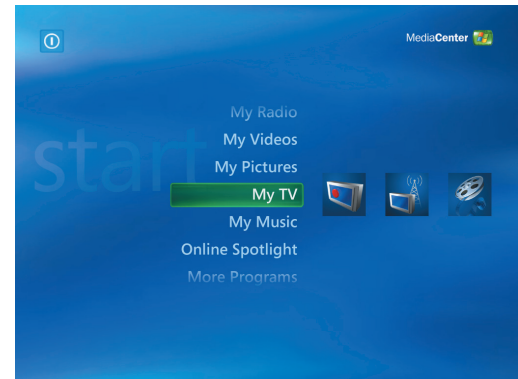 MediaCenter
start
My Radio
My Videos
My Pictures
My TV
My Music
Online Spotlight
More Programs